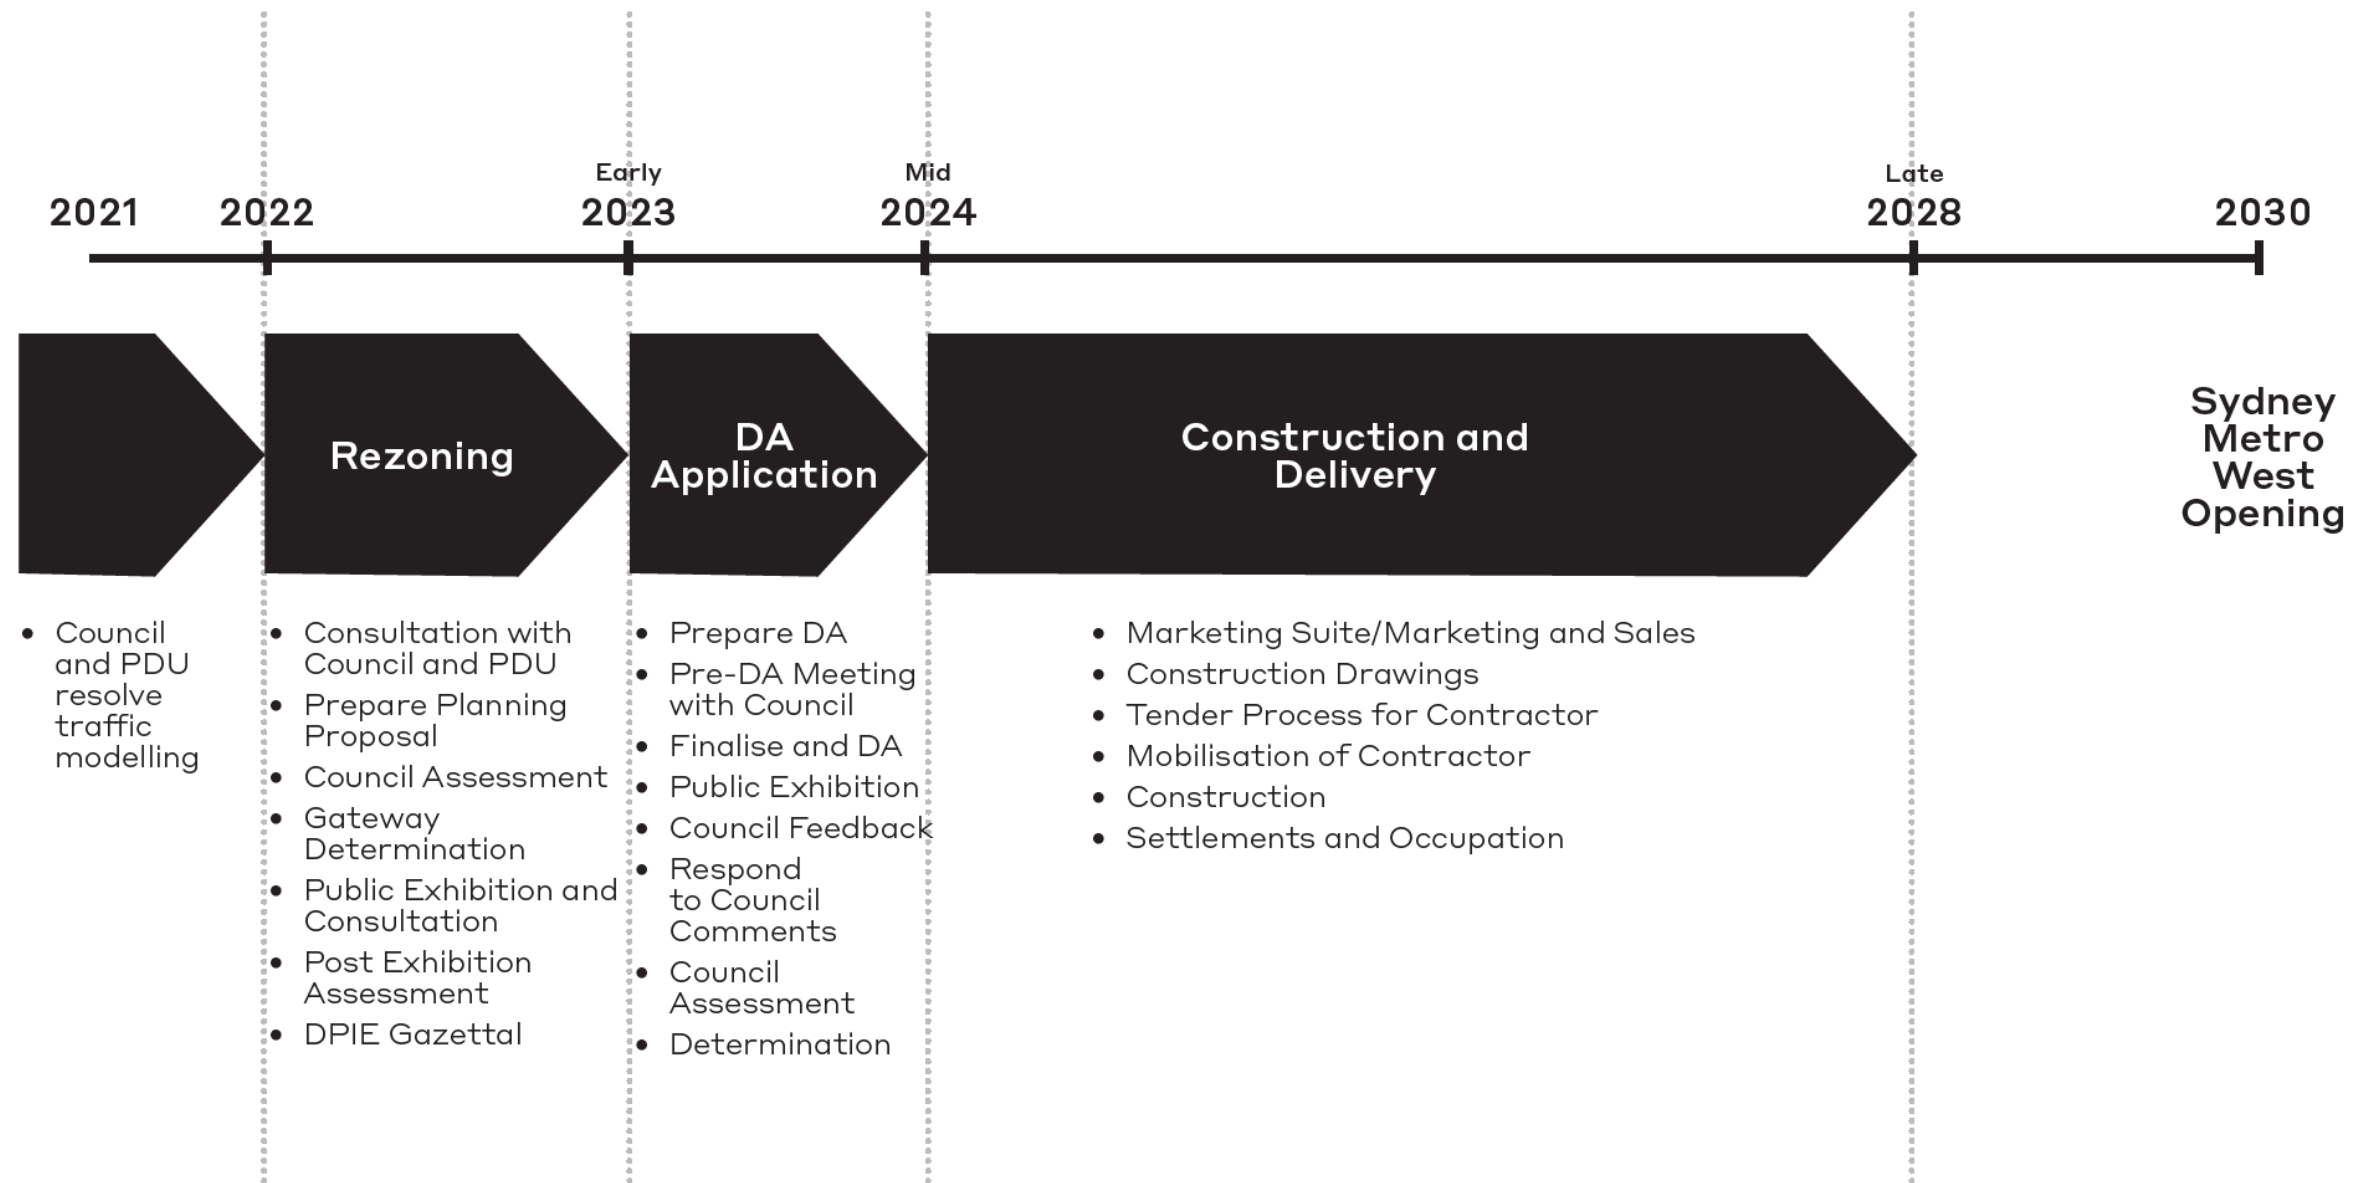 Early
Mid
Late
2021
2022
2023
2024
2028
2030
Rezoning
DA
Application
Construction and
Delivery
Sydney
Metro
West
Opening
• Council
and PDU
resolve
traffic
modelling
• Consultation with
Council and PDU
• Prepare Planning
Proposal
• Council Assessment
• Gateway
Determination
• Public Exhibition and
Consultation
• Post Exhibition
Assessment
• DPIE Gazettal
• Prepare DA
• Pre-DA Meeting
with Council
• Finalise and DA
• Public Exhibition
• Council Feedback
• Respond
to Council
Comments
• Council
Assessment
• Determination
• Marketing Suite/Marketing and Sales
• Construction Drawings
• Tender Process for Contractor
• Mobilisation of Contractor
• Construction
• Settlements and Occupation